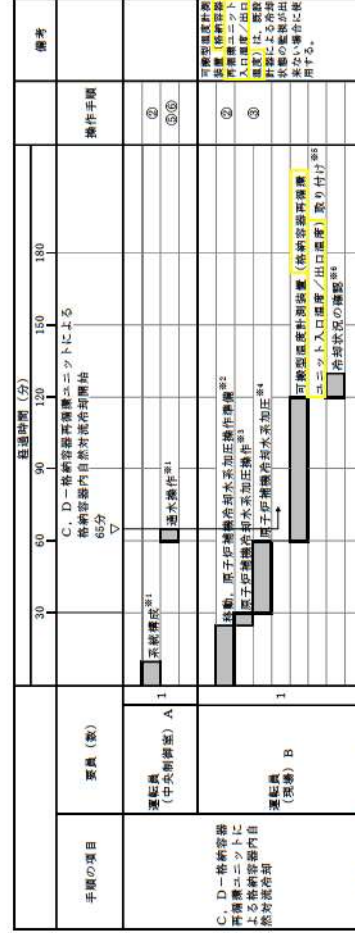 経過時間（分）
手順の項目
要員（数）
30
60
90
120
150
180
操作手順
備考
C，D－格納容器再循環ユニットによる
格納容器内自然対流冷却開始
65分
▽
C，D－格納容器
再循環ユニットに
よる格納容器内自
然対流冷却
運転員
（中央制御室）A
1
系統構成※1
②
通水操作※1
⑤⑥
運転員
（現場）B
1
移動，原子炉補機冷却水系加圧操作準備※2
②
原子炉補機冷却水系加圧操作※3
原子炉補機冷却水系加圧※4
③
可搬型温度計測装置（格納容器再循環
ユニット入口温度／出口温度）取り付け※5
冷却状況の確認※6
可搬型温度計測
装置（格納容器
再循環ユニット
入口温度／出口
温度）は，既設
計器による冷却
状態の監視が出
来ない場合に使
用する。